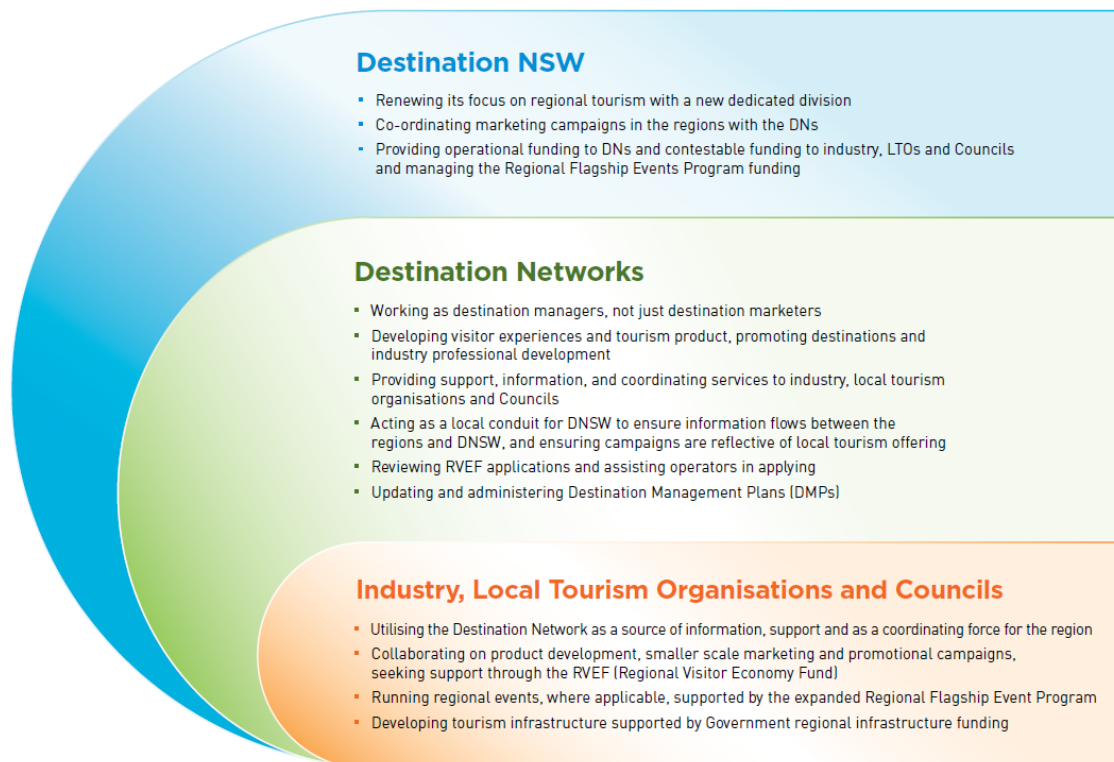 Destination NSW
▪ Renewing its focus on regional tourism with a new dedicated division
▪ Co-ordinating marketing campaigns in the regions with the DNs
▪ Providing operational funding to DNs and contestable funding to industry, LTOs and Councils
and managing the Regional Flagship Events Program funding
Destination Networks
▪ Working as destination managers, not just destination marketers
▪ Developing visitor experiences and tourism product, promoting destinations and
industry professional development
▪ Providing support, information, and coordinating services to industry, local tourism
organisations and Councils
▪ Acting as a local conduit for DNSW to ensure information flows between the
regions and DNSW, and ensuring campaigns are reflective of local tourism offering
▪ Reviewing RVEF applications and assisting operators in applying
▪ Updating and administering Destination Management Plans (DMPs)
Industry, Local Tourism Organisations and Councils
▪ Utilising the Destination Network as a source of information, support and as a coordinating force for the region
▪ Collaborating on product development, smaller scale marketing and promotional campaigns,
seeking support through the RVEF (Regional Visitor Economy Fund)
▪ Running regional events, where applicable, supported by the expanded Regional Flagship Event Program
▪ Developing tourism infrastructure supported by Government regional infrastructure funding